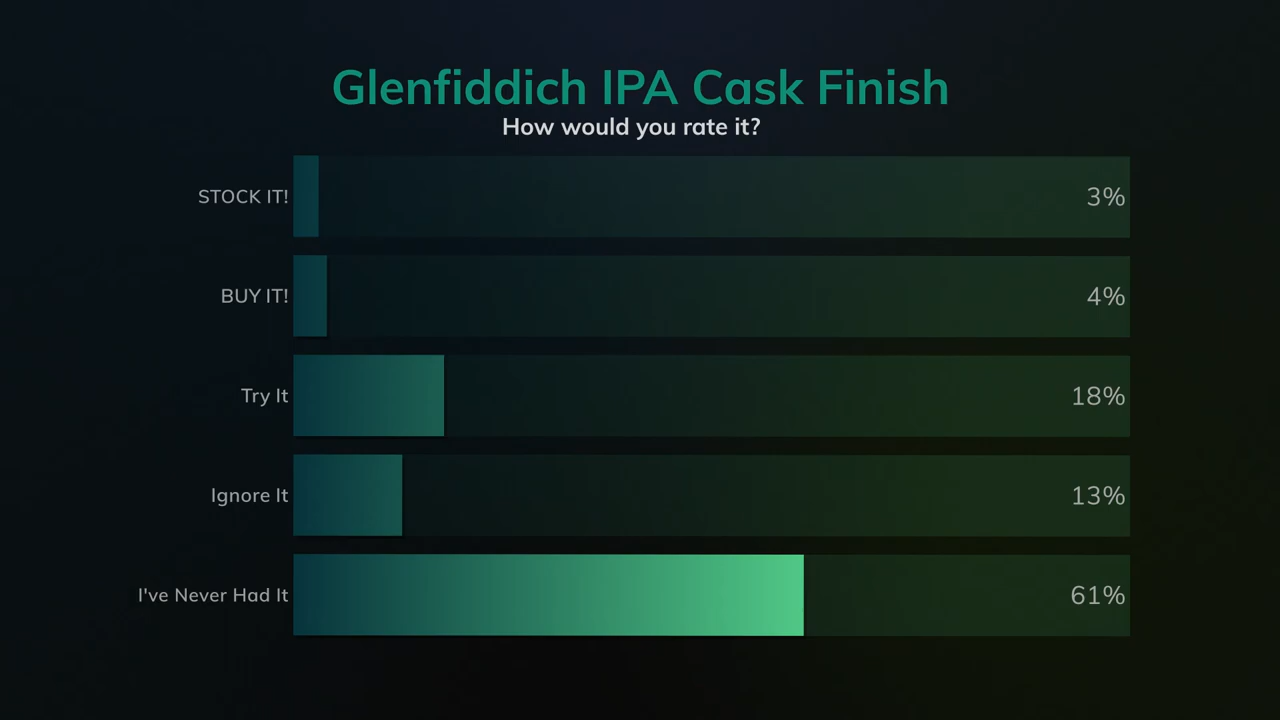 Glenfiddich IPA Cask Finish
How would you rate it?
STOCK IT! 3%
BUY IT! 4%
Try It 18%
Ignore It 13%
I've Never Had It 61%